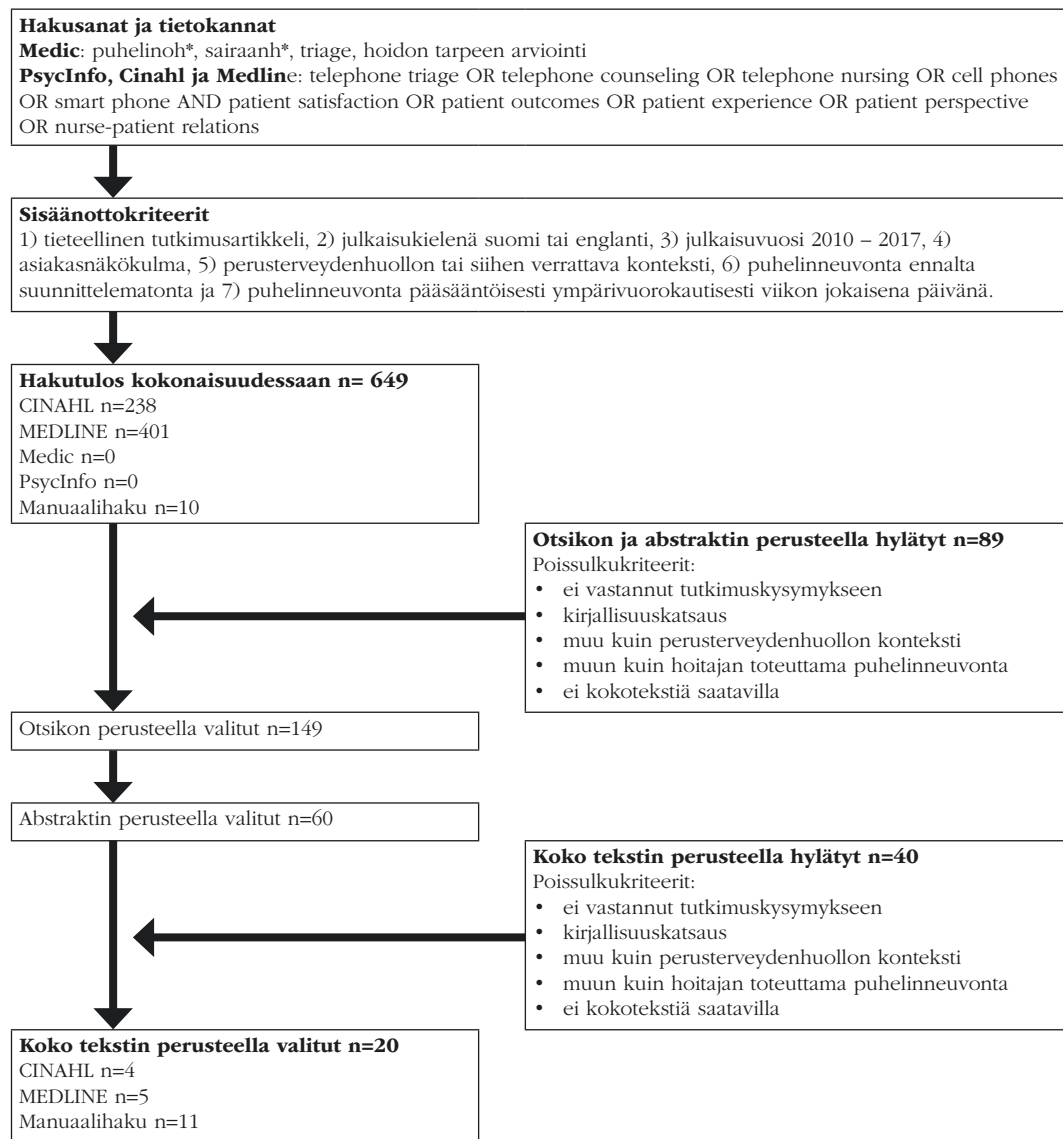 Hakusanat ja tietokannat
Medic: puhelinoh*, sairaanh*, triage, hoidon tarpeen arviointi
PsycInfo, Cinahl ja Medline: telephone triage OR telephone counseling OR telephone nursing OR cell phones
OR smart phone AND patient satisfaction OR patient outcomes OR patient experience OR patient perspective
OR nurse-patient relations
Sisäänottokriteerit
1) tieteellinen tutkimusartikkeli, 2) julkaisukielenä suomi tai englanti, 3) julkaisuvuosi 2010 – 2017, 4)
asiakasnäkökulma, 5) perusterveydenhuollon tai siihen verrattava konteksti, 6) puhelinneuvonta ennalta
suunnittelematonta ja 7) puhelinneuvonta pääsääntöisesti ympärivuorokautisesti viikon jokaisena päivänä.
Hakutulos kokonaisuudessaan n= 649
CINAHL n=238
MEDLINE n=401
Medic n=0
PsycInfo n=0
Manuaalihaku n=10
Otsikon ja abstraktin perusteella hylätyt n=89
Poissulkukriteerit:
• ei vastannut tutkimuskysymykseen
• kirjallisuuskatsaus
• muu kuin perusterveydenhuollon konteksti
• muun kuin hoitajan toteuttama puhelinneuvonta
• ei kokotekstiä saatavilla
Otsikon perusteella valitut n=149
Abstraktin perusteella valitut n=60
Koko tekstin perusteella hylätyt n=40
Poissulkukriteerit:
• ei vastannut tutkimuskysymykseen
• kirjallisuuskatsaus
• muu kuin perusterveydenhuollon konteksti
• muun kuin hoitajan toteuttama puhelinneuvonta
• ei kokotekstiä saatavilla
Koko tekstin perusteella valitut n=20
CINAHL n=4
MEDLINE n=5
Manuaalihaku n=11